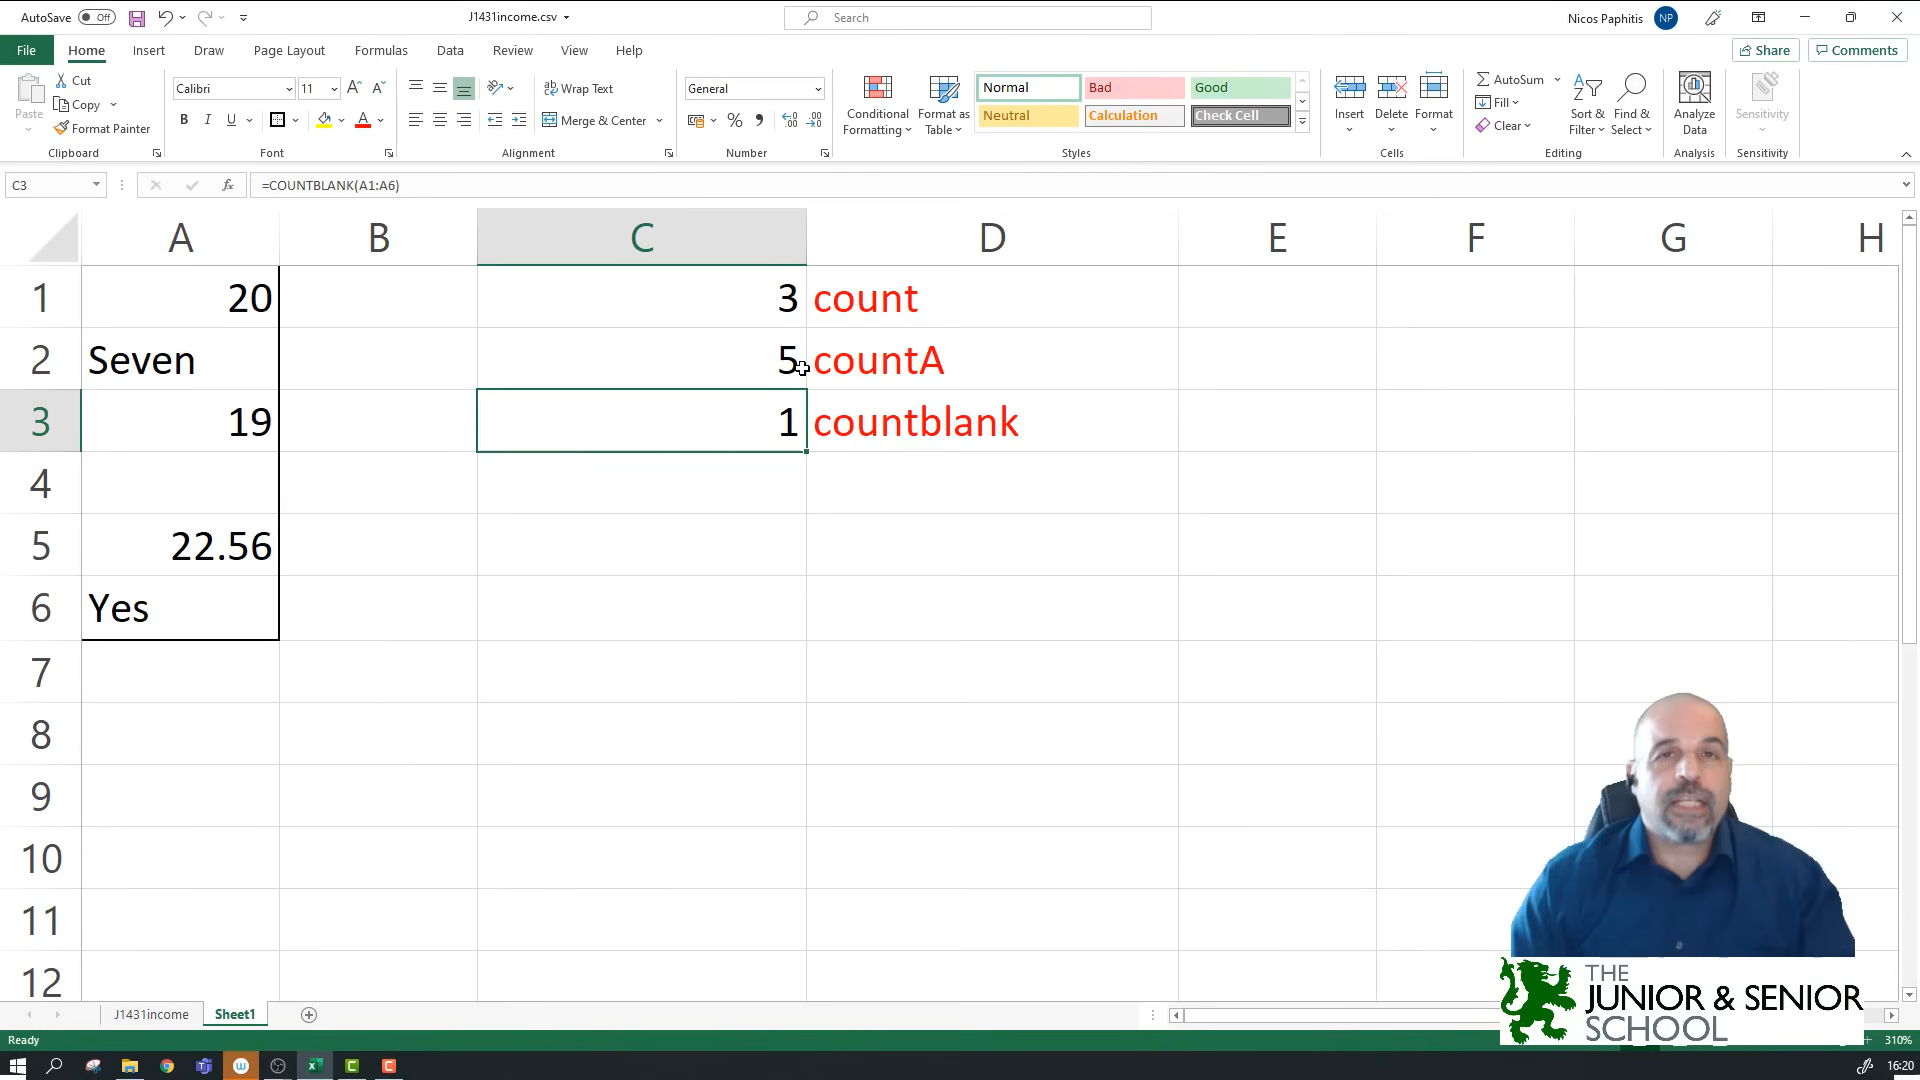 AutoSave Off J1431income.csv Search Nicos Paphitis NP
File Home Insert Draw Page Layout Formulas Data Review View Help Share Comments
Paste Cut Copy Format Painter Clipboard
Calibri 11 B I U A Font
Wrap Text Merge & Center Alignment
General % Number
Conditional Formatting Format as Table Normal Bad Good Neutral Calculation Check Cell Styles
Insert Delete Format Cells
AutoSum Fill Clear Sort & Filter Find & Select Editing
Analyze Data Analysis
Sensitivity Sensitivity
C3 fx =COUNTBLANK(A1:A6)
A B C D E F G H
1 20 3 count
2 Seven 5 countA
3 19 1 countblank
4
5 22.56
6 Yes
7
8
9
10
11
12
THE
JUNIOR & SENIOR
SCHOOL
J1431income Sheet1
Ready 310%
16:20